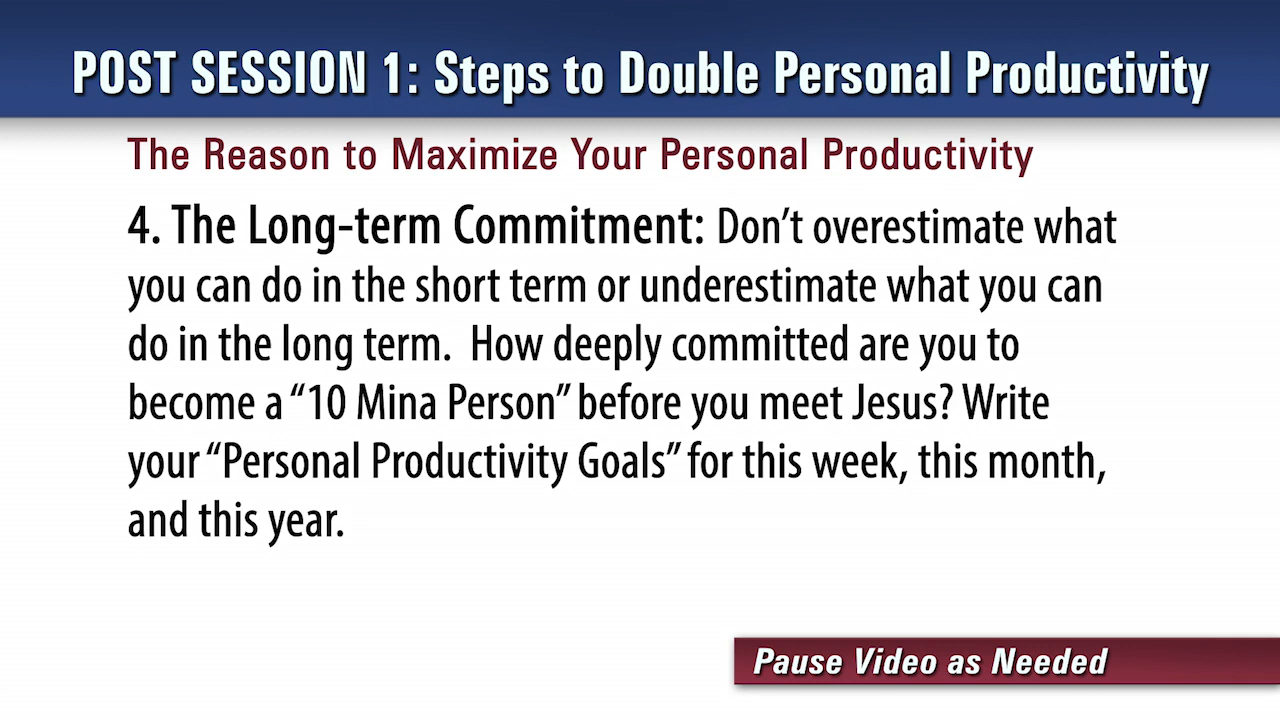 POST SESSION 1: Steps to Double Personal Productivity
The Reason to Maximize Your Personal Productivity
4. The Long-term Commitment: Don’t overestimate what
you can do in the short term or underestimate what you can
do in the long term.  How deeply committed are you to
become a “10 Mina Person” before you meet Jesus? Write
your “Personal Productivity Goals” for this week, this month,
and this year.
Pause Video as Needed